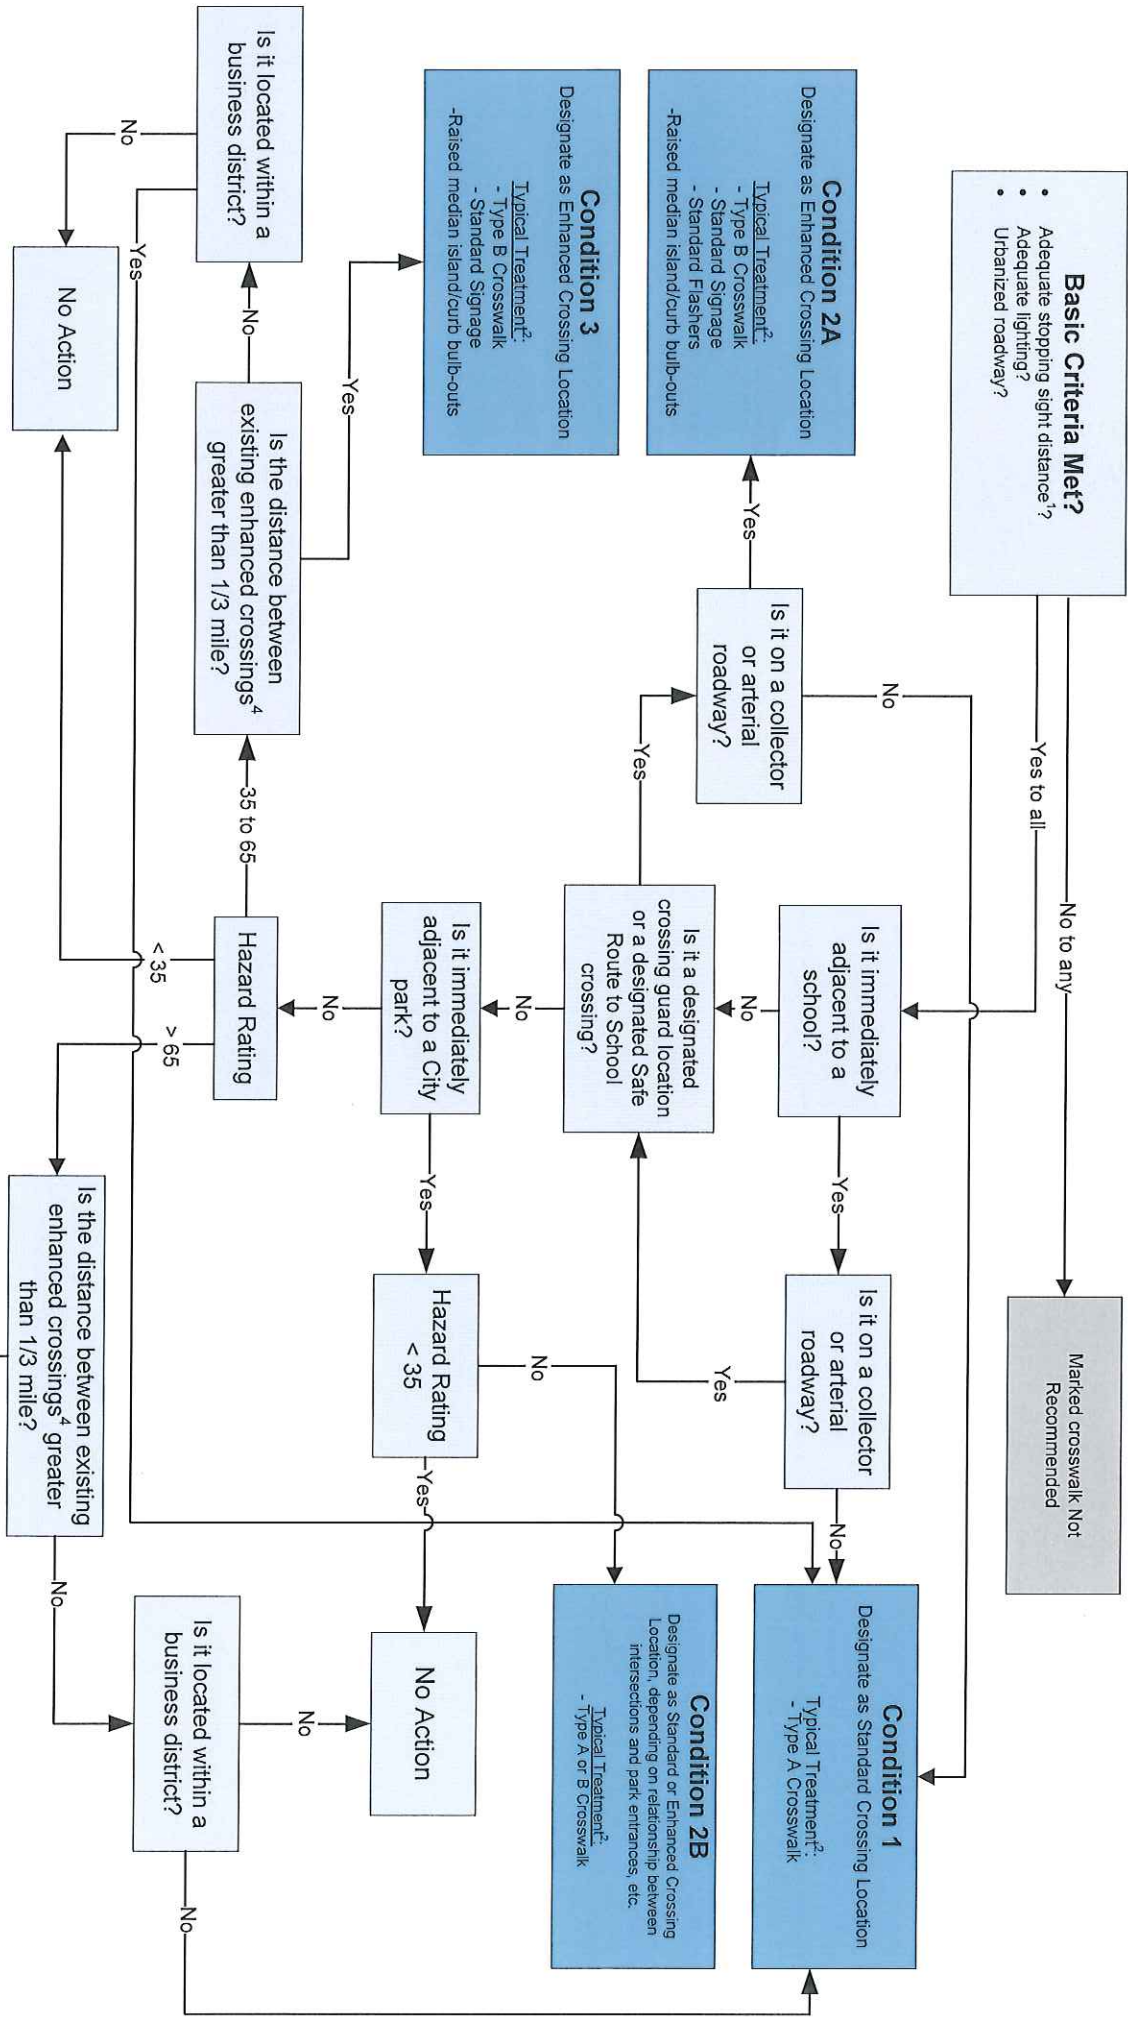 Basic Criteria Met?
• Adequate stopping sight distance¹?
• Adequate lighting?
• Urbanized roadway?
No to any
Marked crosswalk Not
Recommended
Yes to all
Is it immediately
adjacent to a
school?
Yes
Is it on a collector
or arterial
roadway?
No
Condition 1
Designate as Standard Crossing Location
Typical Treatment²:
- Type A Crosswalk
Yes
No
Is it a designated
crossing guard location
or a designated Safe
Route to School
crossing?
Yes
Is it on a collector
or arterial
roadway?
No
Yes
Condition 2A
Designate as Enhanced Crossing Location
Typical Treatment²:
- Type B Crosswalk
- Standard Signage
- Standard Flashers
-Raised median island/curb bulb-outs
No
Is it immediately
adjacent to a City
park?
Yes
Hazard Rating
< 35
No
Condition 2B
Designate as Standard or Enhanced Crossing
Location, depending on relationship between
intersections and park entrances, etc.
Typical Treatment²:
- Type A or B Crosswalk
Yes
No Action
No
Hazard Rating
35 to 65
Is the distance between
existing enhanced crossings⁴
greater than 1/3 mile?
Yes
Condition 3
Designate as Enhanced Crossing Location
Typical Treatment²:
- Type B Crosswalk
- Standard Signage
-Raised median island/curb bulb-outs
No
Is it located within a
business district?
No
Yes
No Action
< 35
> 65
Is the distance between existing
enhanced crossings⁴ greater
than 1/3 mile?
No
Is it located within a
business district?
No
No